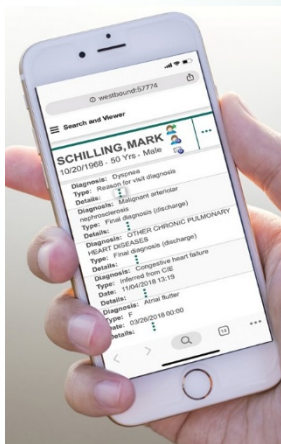 westbound:57774
Search and Viewer
SCHILLING, MARK
10/20/1968 - 50 Yrs - Male
Diagnosis: Dyspnea
Type: Reason for visit diagnosis
Details:
Diagnosis: Malignant arteriolar
nephrosclerosis
Type: Final diagnosis (discharge)
Details:
Diagnosis: OTHER CHRONIC PULMONARY
HEART DISEASES
Type: Final diagnosis (discharge)
Details:
Diagnosis: Congestive heart failure
Type: Inferred from C/E
Date: 11/04/2018 13:19
Details:
Diagnosis: Atrial flutter
Type: F
Date: 03/26/2018 00:00
Details: